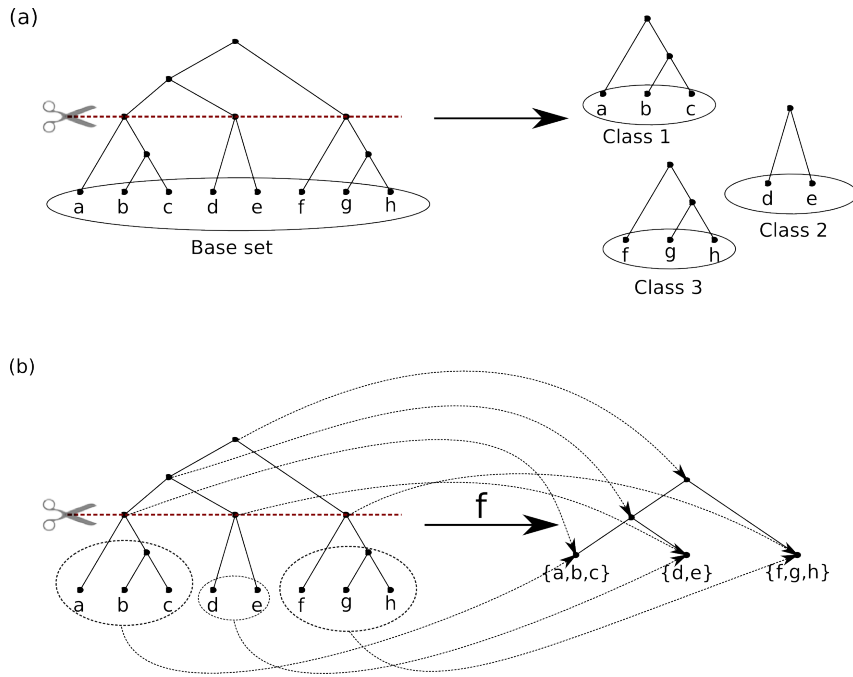 (a)
a b c d e f g h
Base set
a b c
Class 1
d e
Class 2
f g h
Class 3
(b)
f
a b c d e f g h
{a,b,c} {d,e} {f,g,h}